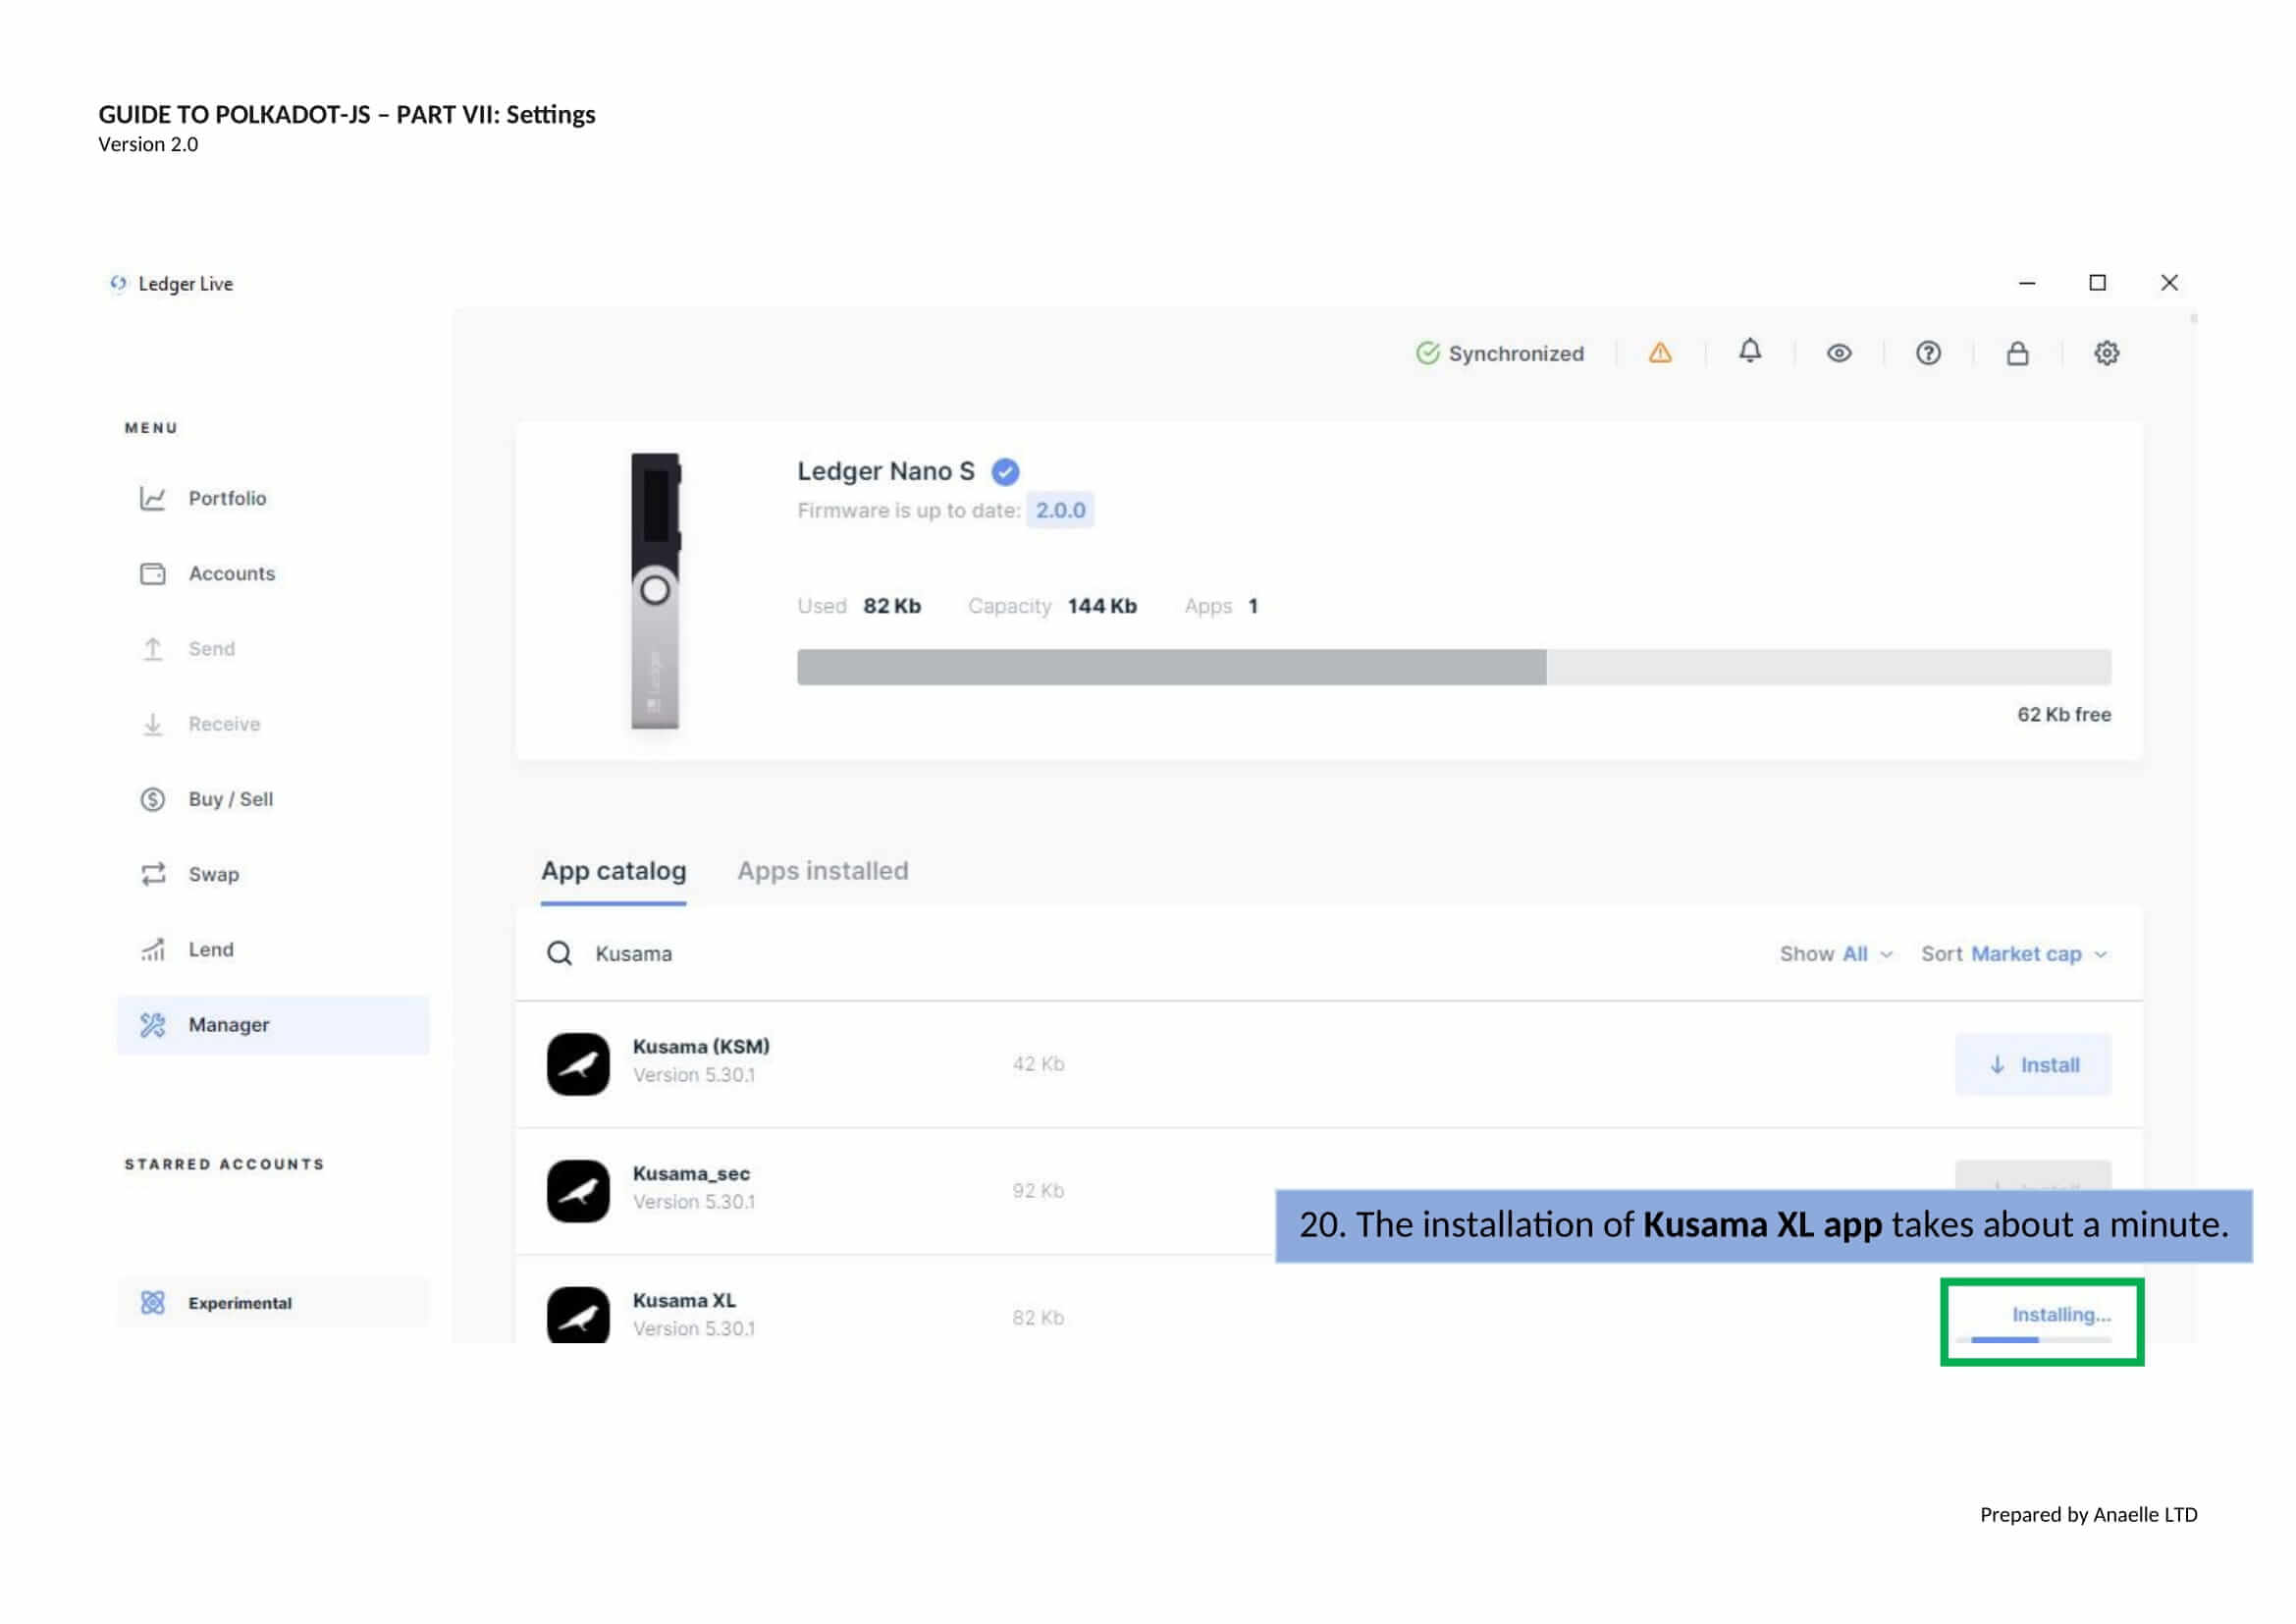 GUIDE TO POLKADOT-JS – PART VII: Settings
Version 2.0
Ledger Live
Synchronized
MENU
Portfolio
Accounts
Send
Receive
Buy / Sell
Swap
Lend
Manager
STARRED ACCOUNTS
Experimental
Ledger Nano S
Firmware is up to date: 2.0.0
Used 82 Kb Capacity 144 Kb Apps 1
62 Kb free
Ledger
App catalog Apps installed
Kusama Show All Sort Market cap
Kusama (KSM)
Version 5.30.1
42 Kb
Install
Kusama_sec
Version 5.30.1
92 Kb
20. The installation of Kusama XL app takes about a minute.
Kusama XL
Version 5.30.1
82 Kb
Installing...
Prepared by Anaelle LTD